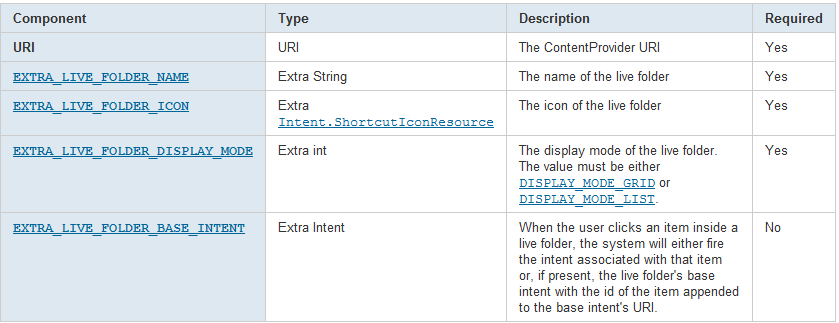 Component Type Description Required
URI URI The ContentProvider URI Yes
EXTRA_LIVE_FOLDER_NAME Extra String The name of the live folder Yes
EXTRA_LIVE_FOLDER_ICON Extra The icon of the live folder Yes
Intent.ShortcutIconResource
EXTRA_LIVE_FOLDER_DISPLAY_MODE Extra int The display mode of the live folder. Yes
The value must be either
DISPLAY_MODE_GRID or
DISPLAY_MODE_LIST.
EXTRA_LIVE_FOLDER_BASE_INTENT Extra Intent When the user clicks an item inside a No
live folder, the system will either fire
the intent associated with that item
or, if present, the live folder's base
intent with the id of the item appended
to the base intent's URI.